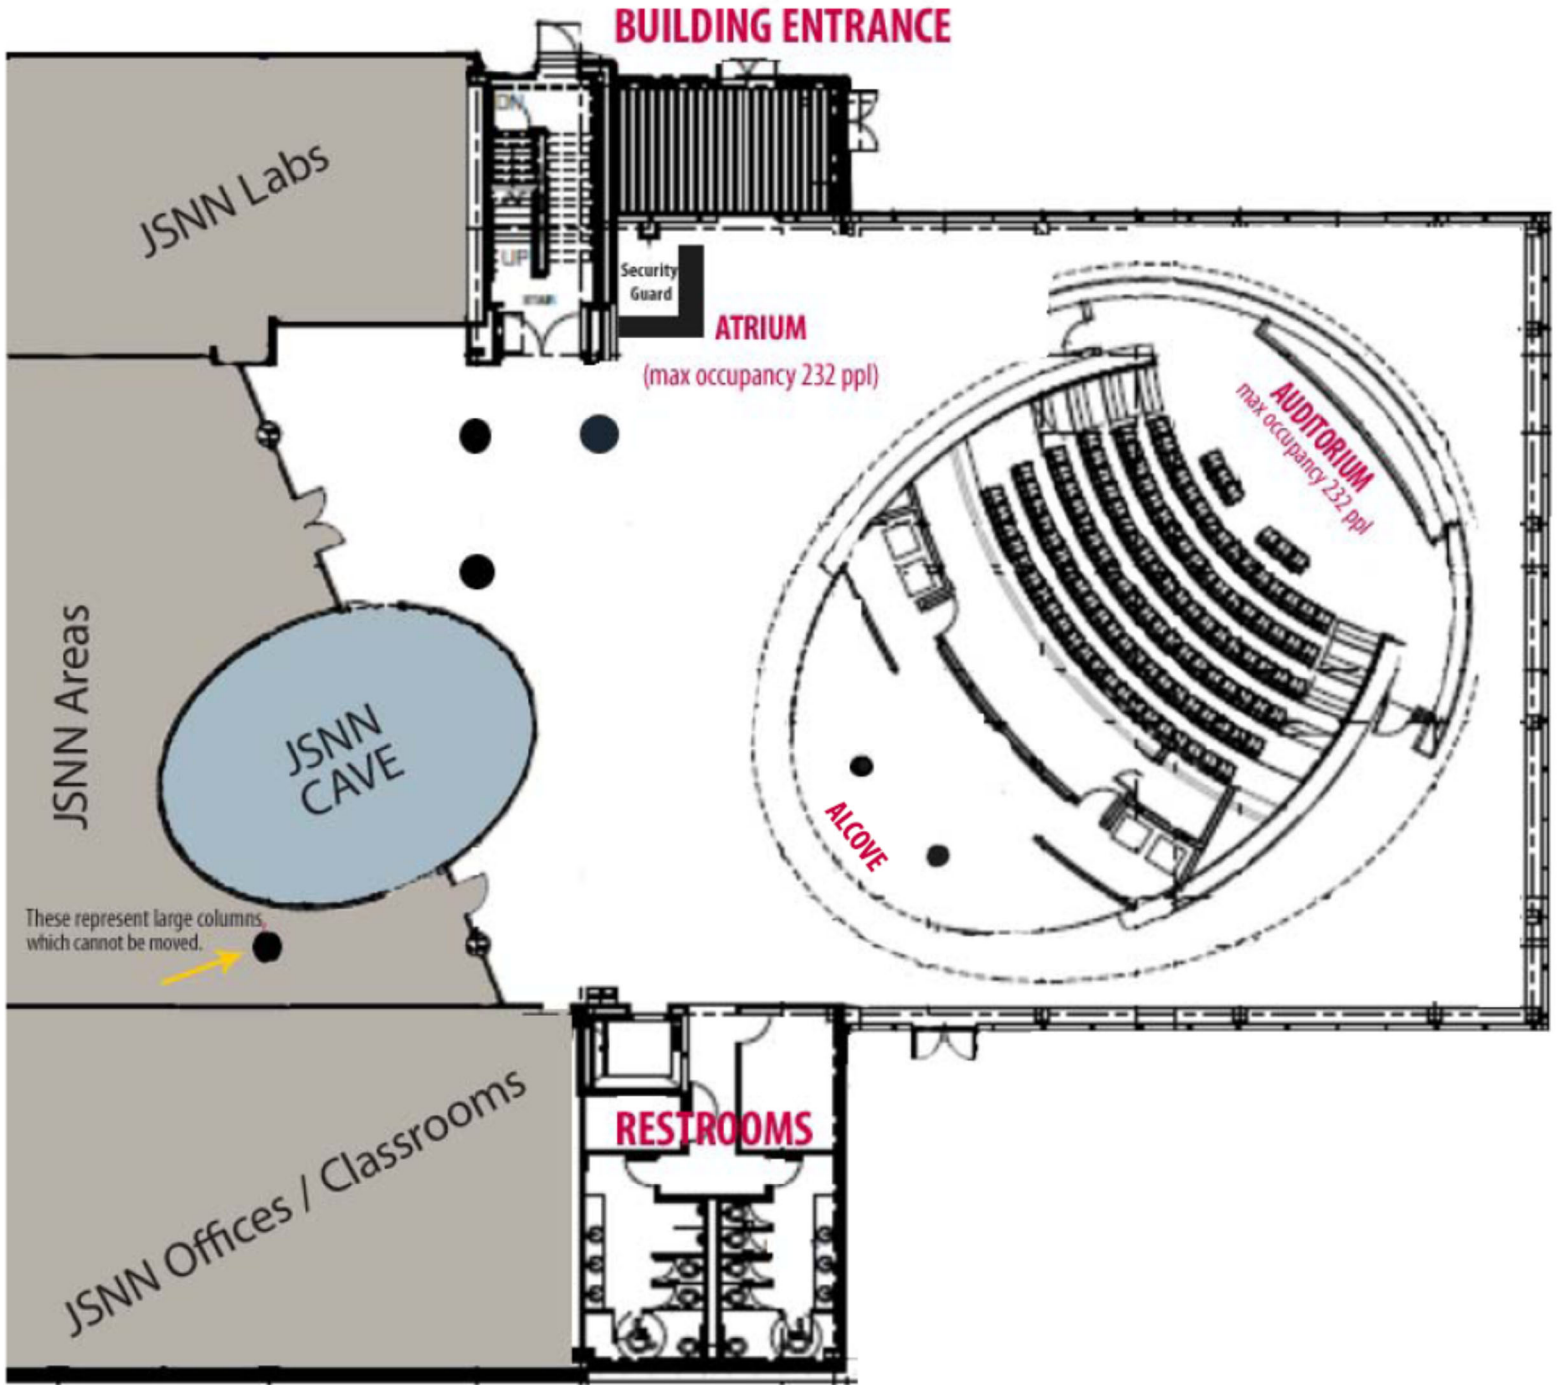 BUILDING ENTRANCE
DN
JSNN Labs
UP
Security
Guard
ATRIUM
(max occupancy 232 ppl)
AUDITORIUM
max occupancy 232 ppl
JSNN Areas
JSNN
CAVE
ALCOVE
These represent large columns,
which cannot be moved.
RESTROOMS
JSNN Offices / Classrooms